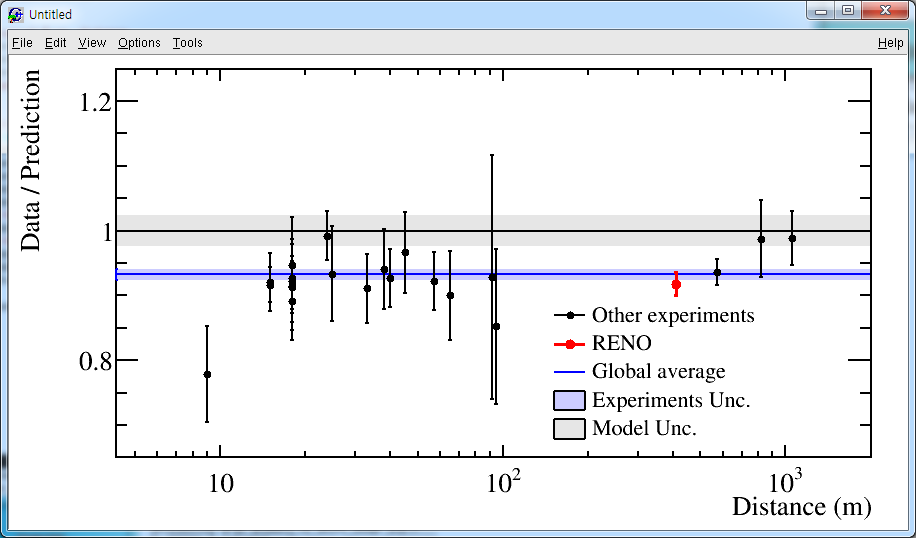 Untitled
File Edit View Options Tools Help
Data / Prediction
1.2
1
0.8
Other experiments
RENO
Global average
Experiments Unc.
Model Unc.
10 10² 10³
Distance (m)